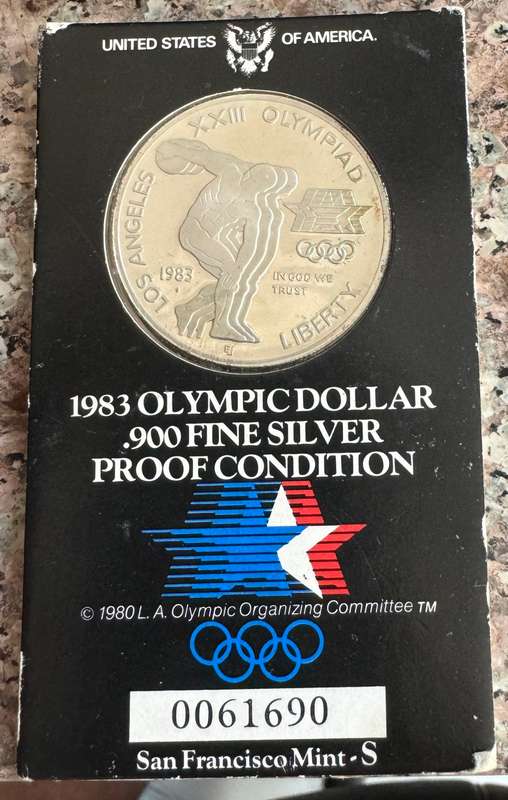 UNITED STATES OF AMERICA.
LOS ANGELES XXIII OLYMPIAD
1983
IN GOD WE
TRUST
LIBERTY
EJ
1983 OLYMPIC DOLLAR
.900 FINE SILVER
PROOF CONDITION
© 1980 L.A. Olympic Organizing Committee TM
0061690
San Francisco Mint - S